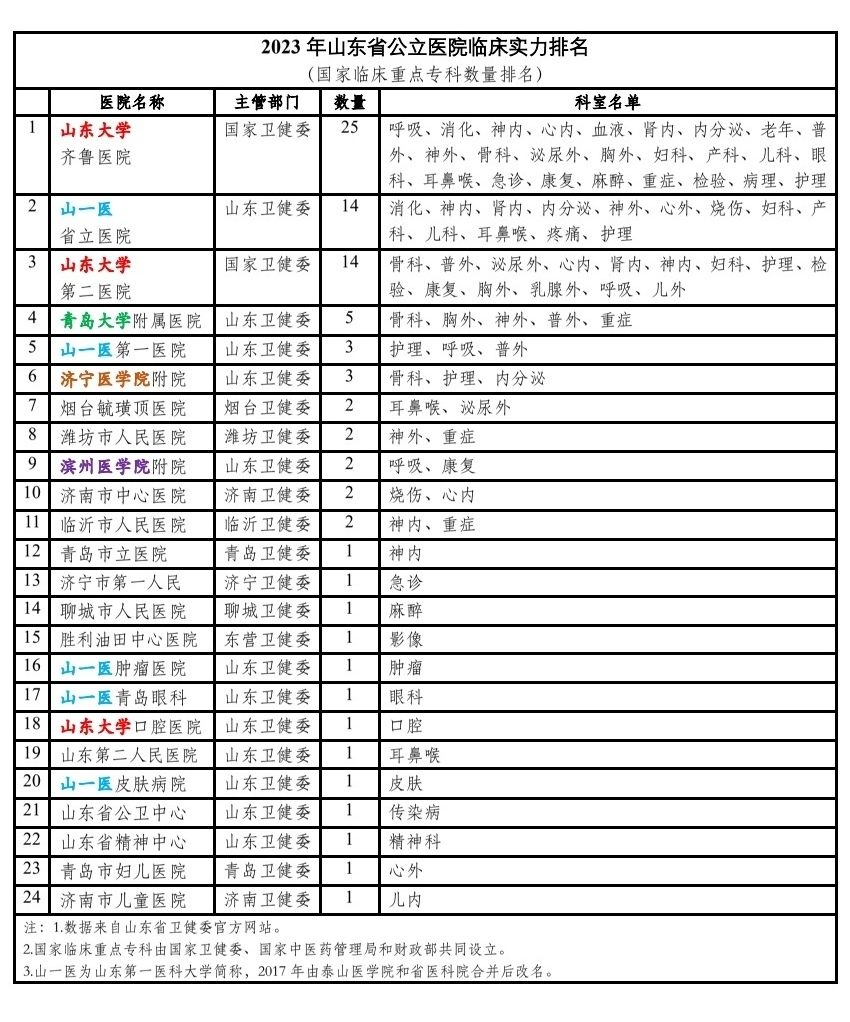 2023 年山东省公立医院临床实力排名
(国家临床重点专科数量排名)
医院名称 主管部门 数量 科室名单
1 山东大学 国家卫健委 25 呼吸、消化、神内、心内、血液、肾内、内分泌、老年、普
齐鲁医院 外、神外、骨科、泌尿外、胸外、妇科、产科、儿科、眼
科、耳鼻喉、急诊、康复、麻醉、重症、检验、病理、护理
2 山一医 山东卫健委 14 消化、神内、肾内、内分泌、神外、心外、烧伤、妇科、产
省立医院 科、儿科、耳鼻喉、疼痛、护理
3 山东大学 国家卫健委 14 骨科、普外、泌尿外、心内、肾内、神内、妇科、护理、检
第二医院 验、康复、胸外、乳腺外、呼吸、儿外
4 青岛大学附属医院 山东卫健委 5 骨科、胸外、神外、普外、重症
5 山一医第一医院 山东卫健委 3 护理、呼吸、普外
6 济宁医学院附院 山东卫健委 3 骨科、护理、内分泌
7 烟台毓璜顶医院 烟台卫健委 2 耳鼻喉、泌尿外
8 潍坊市人民医院 潍坊卫健委 2 神外、重症
9 滨州医学院附院 山东卫健委 2 呼吸、康复
10 济南市中心医院 济南卫健委 2 烧伤、心内
11 临沂市人民医院 临沂卫健委 2 神内、重症
12 青岛市立医院 青岛卫健委 1 神内
13 济宁市第一人民 济宁卫健委 1 急诊
14 聊城市人民医院 聊城卫健委 1 麻醉
15 胜利油田中心医院 东营卫健委 1 影像
16 山一医肿瘤医院 山东卫健委 1 肿瘤
17 山一医青岛眼科 山东卫健委 1 眼科
18 山东大学口腔医院 山东卫健委 1 口腔
19 山东第二人民医院 山东卫健委 1 耳鼻喉
20 山一医皮肤病院 山东卫健委 1 皮肤
21 山东省公卫中心 山东卫健委 1 传染病
22 山东省精神中心 山东卫健委 1 精神科
23 青岛市妇儿医院 青岛卫健委 1 心外
24 济南市儿童医院 济南卫健委 1 儿内
注：1.数据来自山东省卫健委官方网站。
2.国家临床重点专科由国家卫健委、国家中医药管理局和财政部共同设立。
3.山一医为山东第一医科大学简称，2017 年由泰山医学院和省医科院合并后改名。